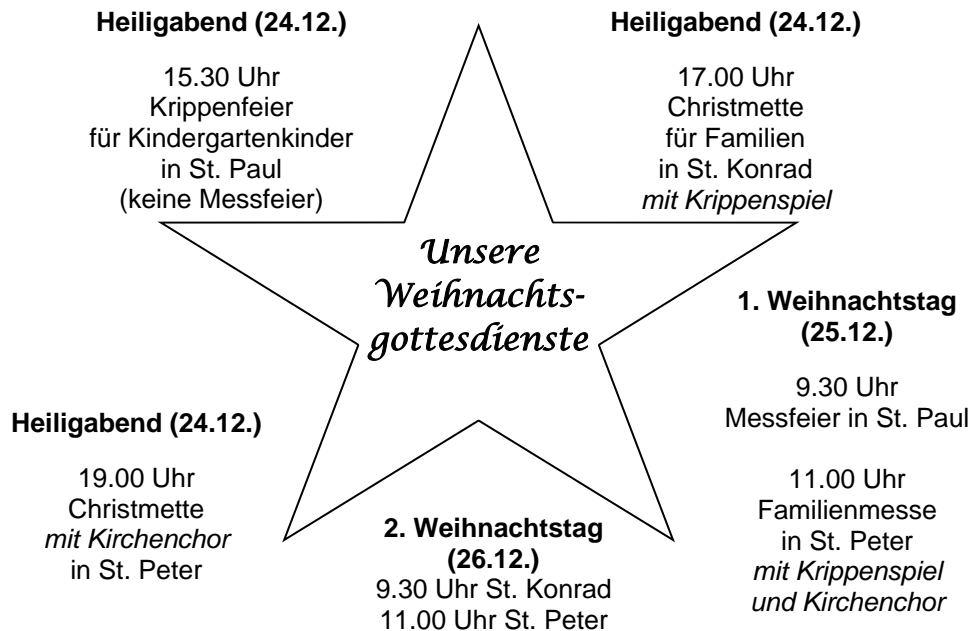 Heiligabend (24.12.)
15.30 Uhr
Krippenfeier
für Kindergartenkinder
in St. Paul
(keine Messfeier)
Heiligabend (24.12.)
17.00 Uhr
Christmette
für Familien
in St. Konrad
mit Krippenspiel
Unsere
Weihnachts-
gottesdienste
1. Weihnachtstag
(25.12.)
9.30 Uhr
Messfeier in St. Paul
11.00 Uhr
Familienmesse
in St. Peter
mit Krippenspiel
und Kirchenchor
Heiligabend (24.12.)
19.00 Uhr
Christmette
mit Kirchenchor
in St. Peter
2. Weihnachtstag
(26.12.)
9.30 Uhr St. Konrad
11.00 Uhr St. Peter